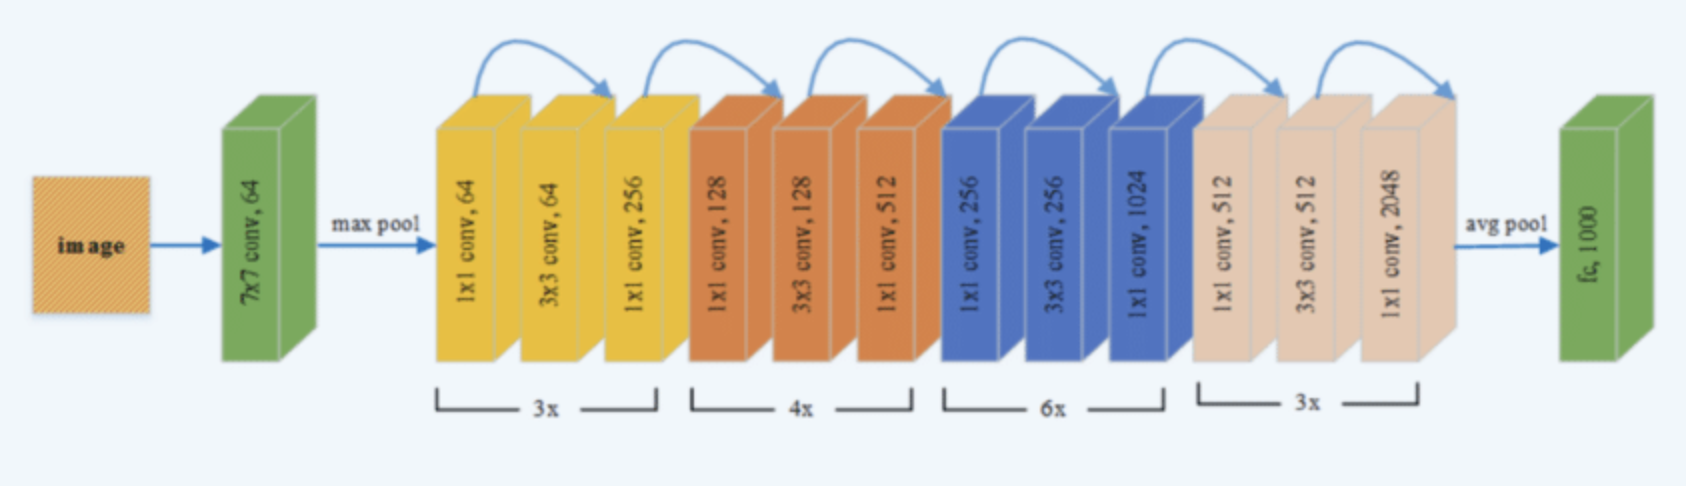 image
7x7 conv, 64
max pool
1x1 conv, 64
3x3 conv, 64
1x1 conv, 256
1x1 conv, 128
3x3 conv, 128
1x1 conv, 512
1x1 conv, 256
3x3 conv, 256
1x1 conv, 1024
1x1 conv, 512
3x3 conv, 512
1x1 conv, 2048
avg pool
fc, 1000
3x
4x
6x
3x